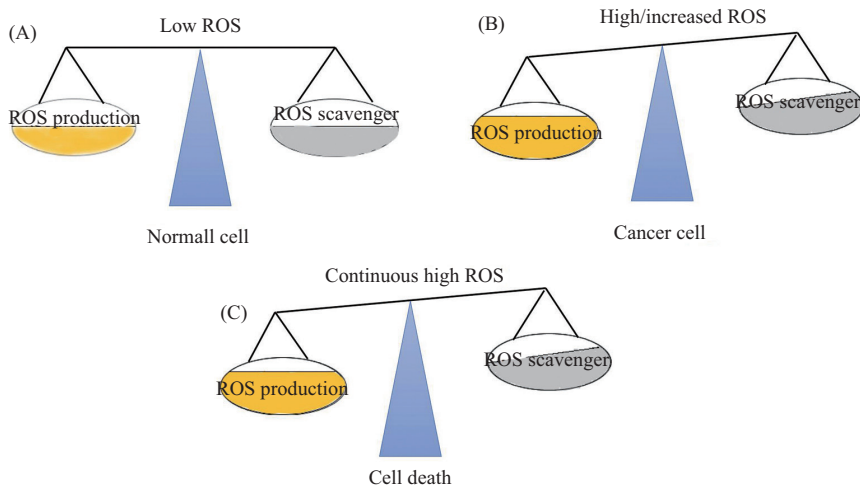 (A)
Low ROS
ROS production
ROS scavenger
Normall cell
(B)
High/increased ROS
ROS production
ROS scavenger
Cancer cell
(C)
Continuous high ROS
ROS production
ROS scavenger
Cell death